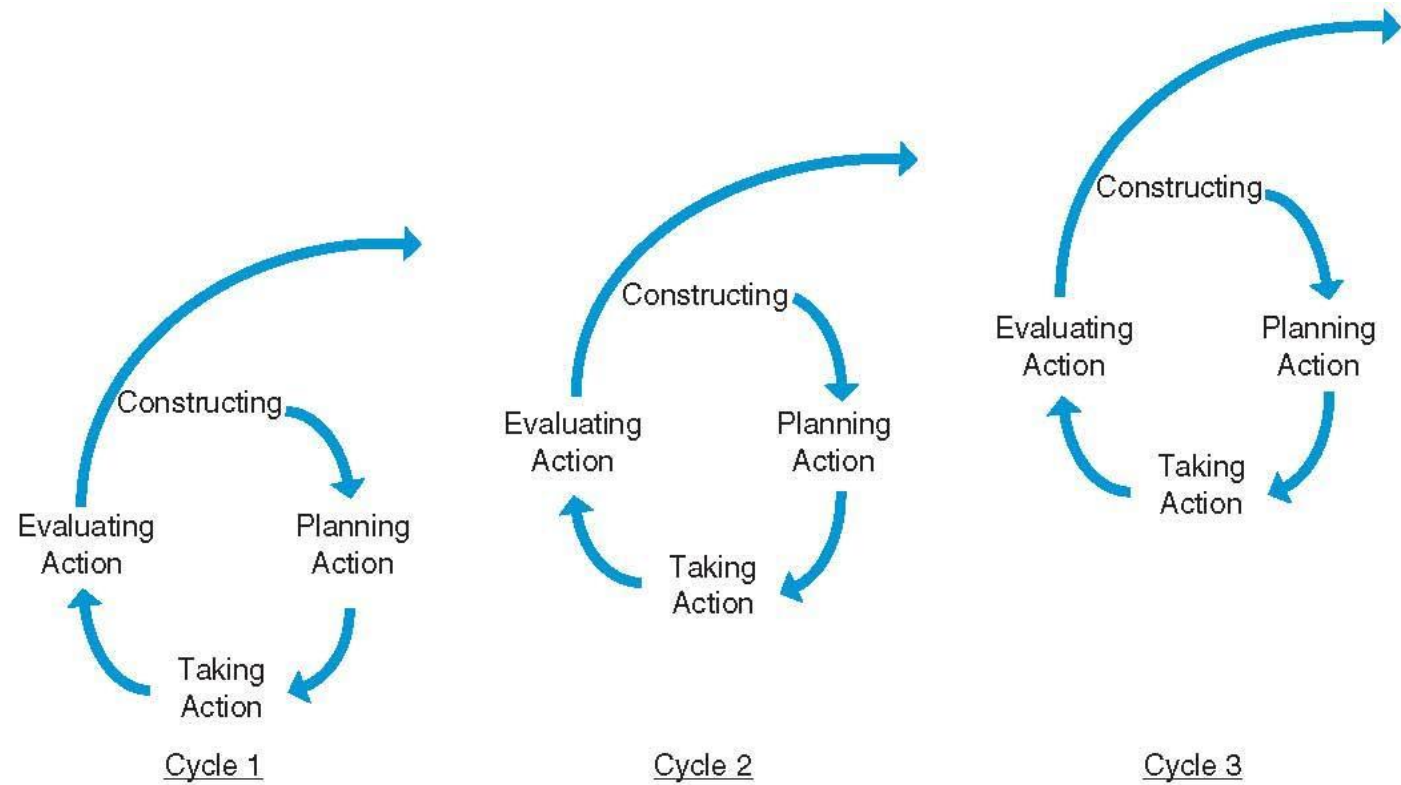 Constructing
Evaluating
Action
Planning
Action
Taking
Action
Cycle 1
Constructing
Evaluating
Action
Planning
Action
Taking
Action
Cycle 2
Constructing
Evaluating
Action
Planning
Action
Taking
Action
Cycle 3